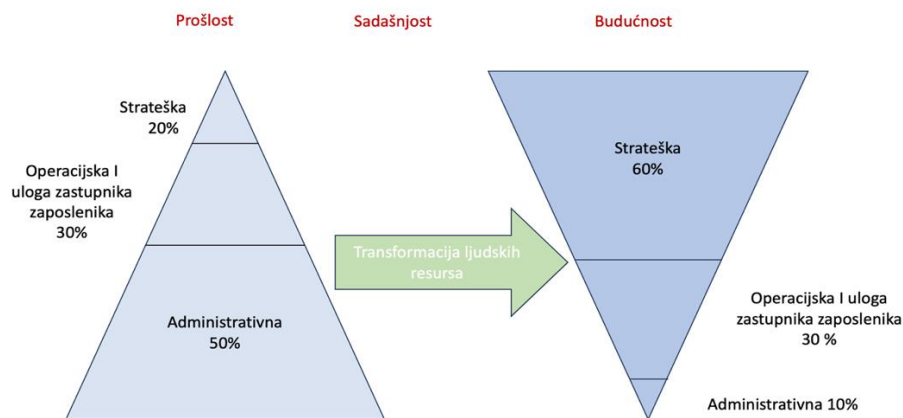 Prošlost
Sadašnjost
Budućnost
Strateška
20%
Operacijska I
uloga zastupnika
zaposlenika
30%
Administrativna
50%
Transformacija ljudskih
resursa
Strateška
60%
Operacijska I uloga
zastupnika zaposlenika
30 %
Administrativna 10%